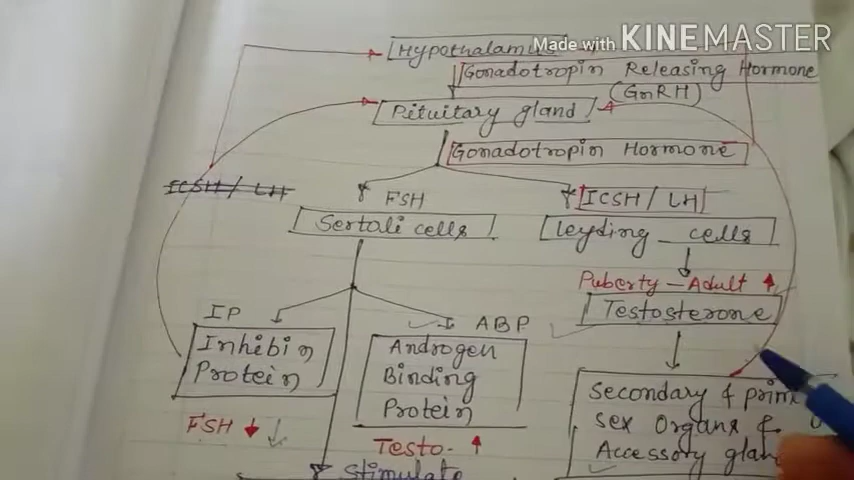 Made with KINEMASTER
Hypothalamus
Gonadotropin Releasing Hormone
(GnRH)
Pituitary gland
Gonadotropin Hormone
ICSH / LH
FSH
ICSH / LH
Sertoli cells
Leyding cells
Puberty - Adult ↑
Testosterone
IP
ABP
Inhibin
Protein
Androgen
Binding
Protein
Secondary &
Sex Organs &
Accessory
FSH ↓
Testo- ↑
Stimulate